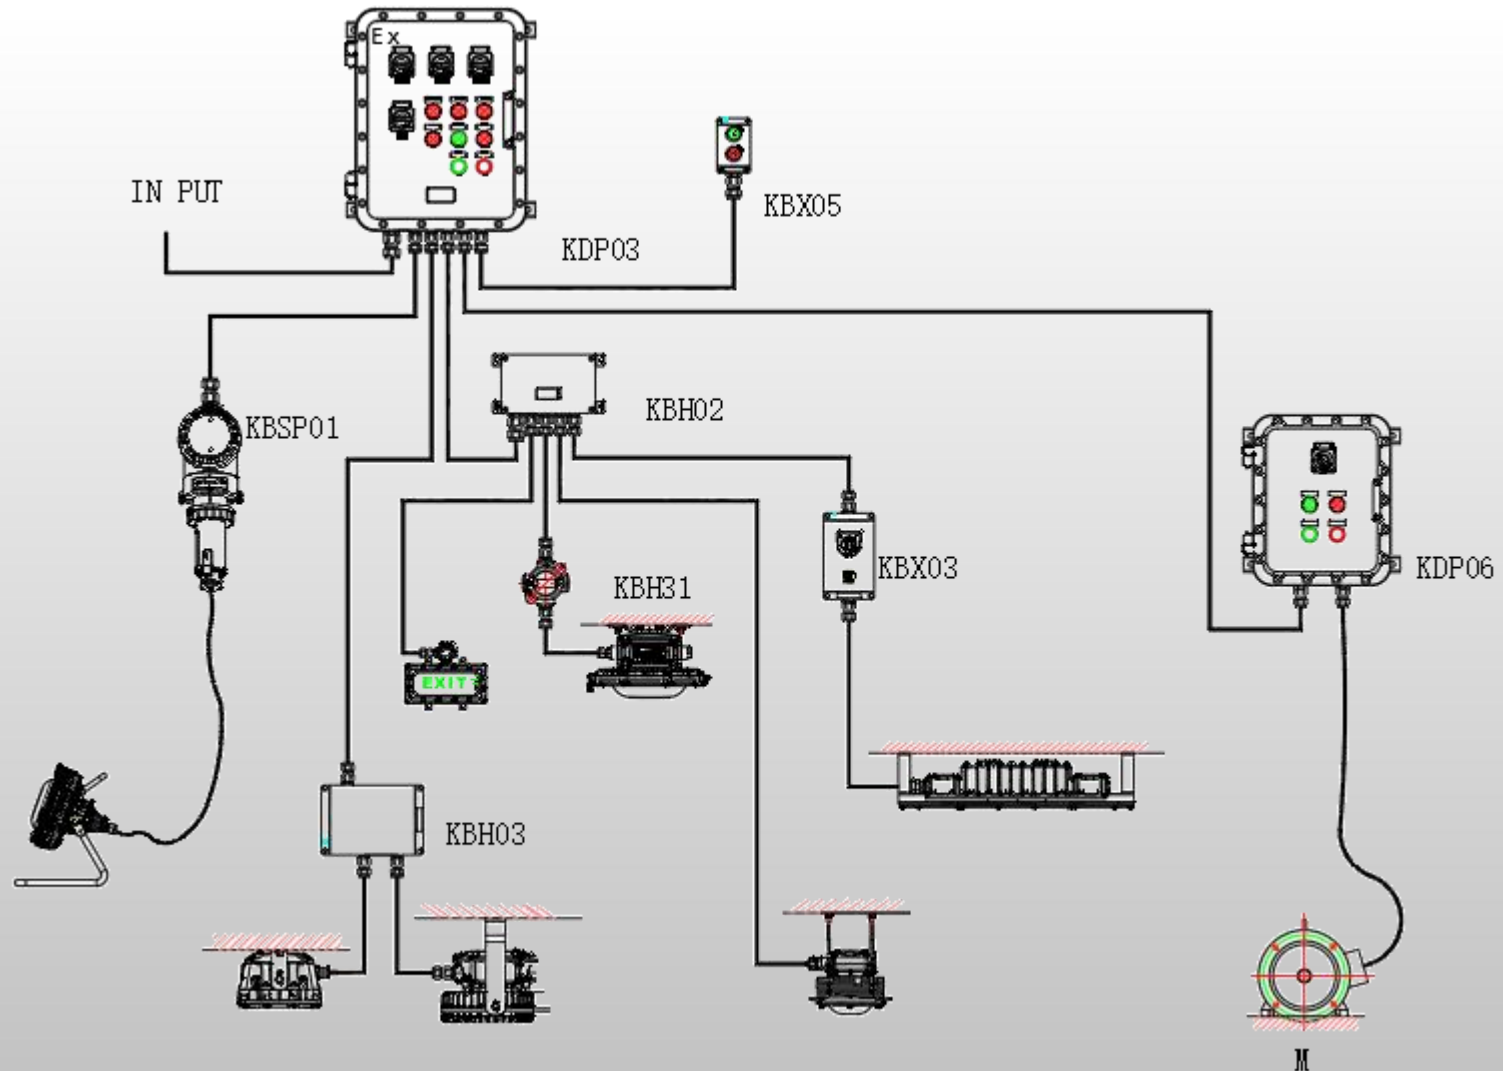 Ex
IN PUT
KBX05
KDP03
KBH02
KBSP01
KBX03
KDP06
KBH31
EXIT
KBH03
M